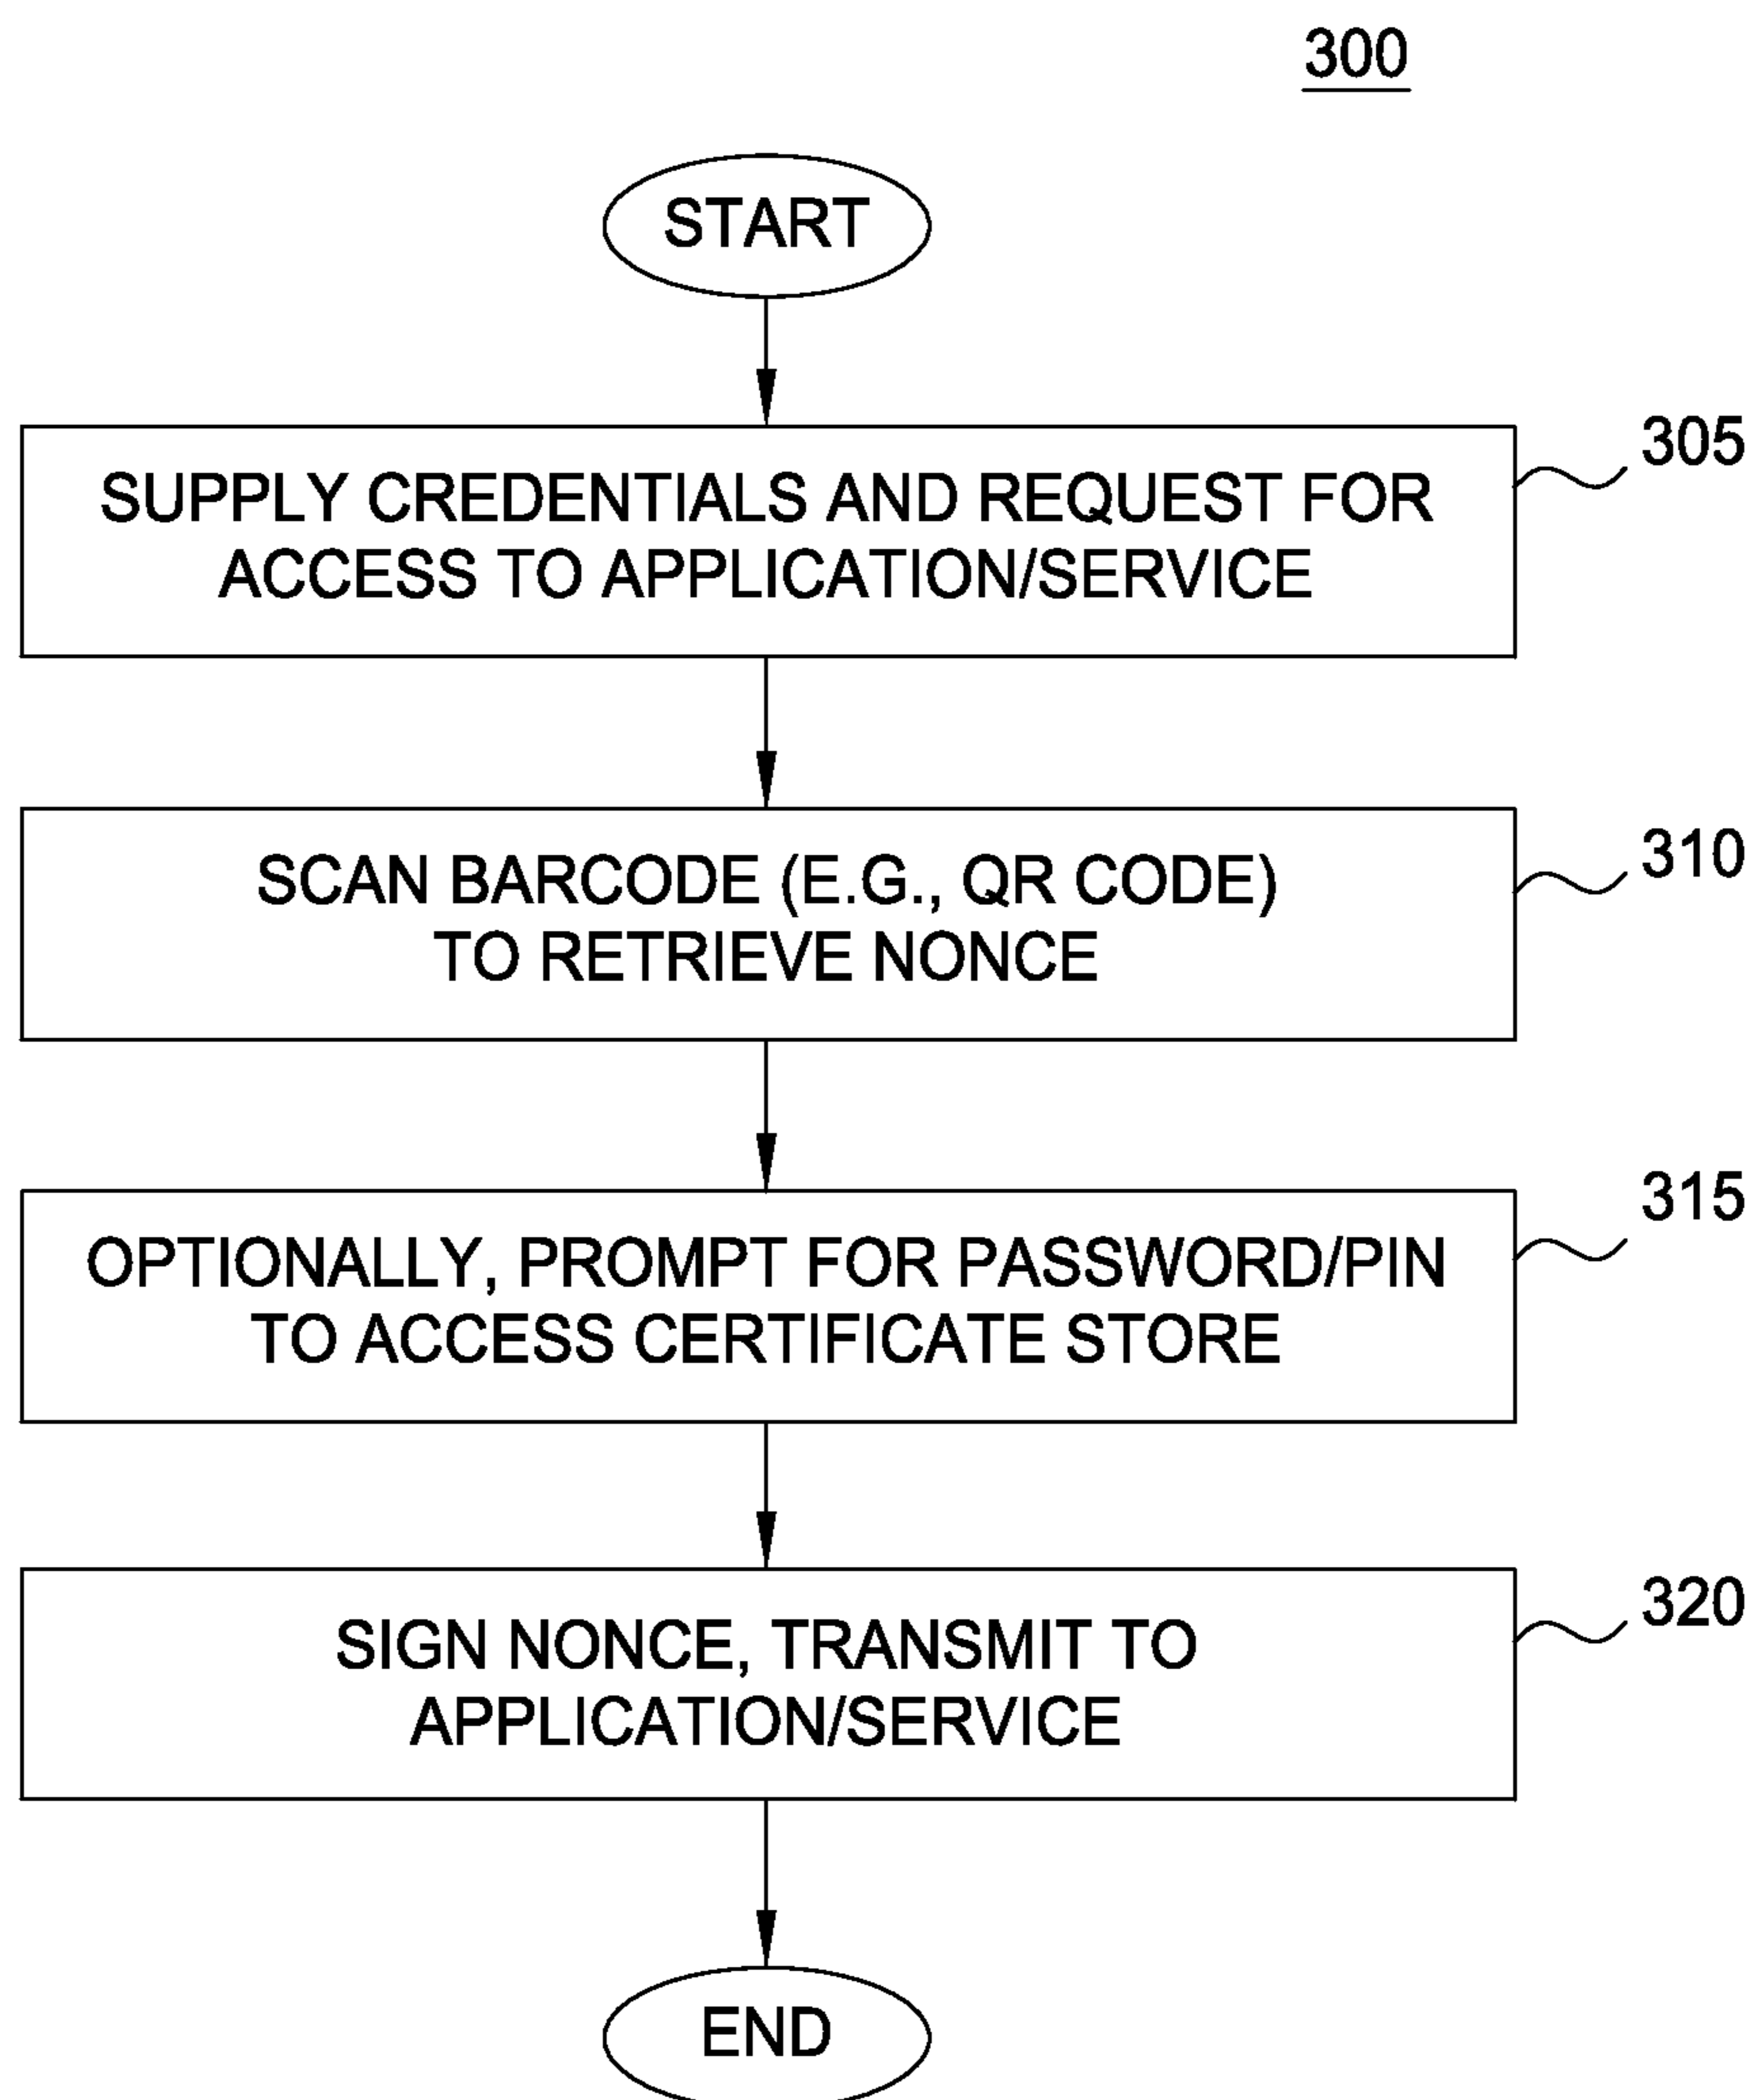 300
START
SUPPLY CREDENTIALS AND REQUEST FOR
ACCESS TO APPLICATION/SERVICE
305
SCAN BARCODE (E.G., QR CODE)
TO RETRIEVE NONCE
310
OPTIONALLY, PROMPT FOR PASSWORD/PIN
TO ACCESS CERTIFICATE STORE
315
SIGN NONCE, TRANSMIT TO
APPLICATION/SERVICE
320
END